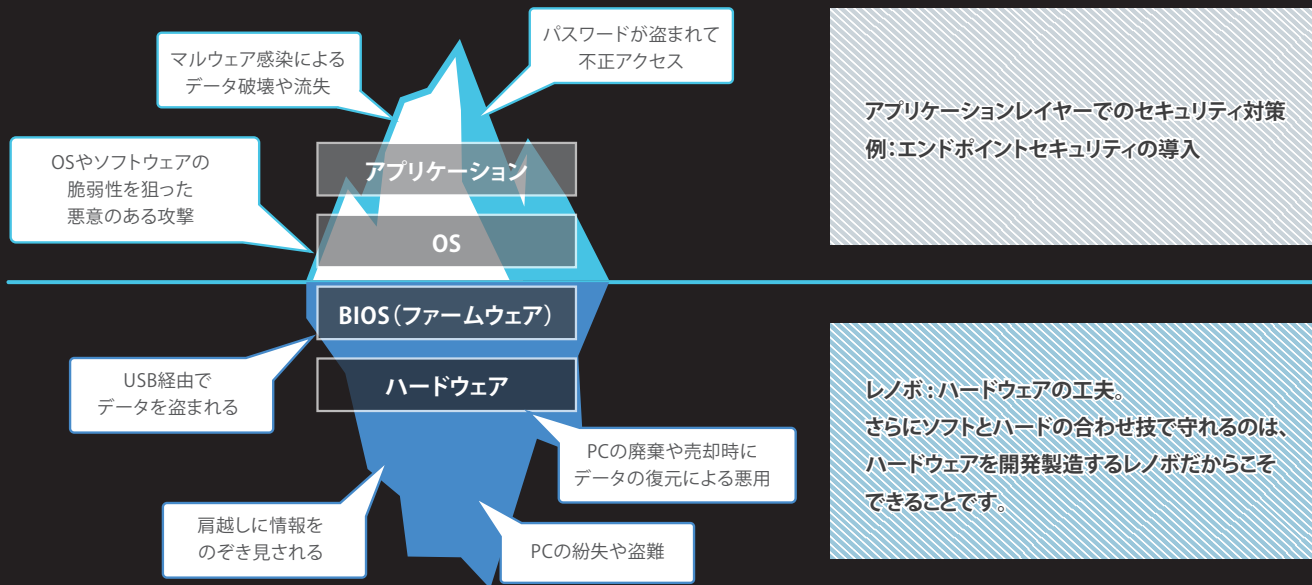 マルウェア感染による
データ破壊や流失
パスワードが盗まれて
不正アクセス
OSやソフトウェアの
脆弱性を狙った
悪意のある攻撃
アプリケーション
OS
BIOS（ファームウェア）
ハードウェア
USB経由で
データを盗まれる
PCの廃棄や売却時に
データの復元による悪用
肩越しに情報を
のぞき見される
PCの紛失や盗難
アプリケーションレイヤーでのセキュリティ対策
例：エンドポイントセキュリティの導入
レノボ：ハードウェアの工夫。
さらにソフトとハードの合わせ技で守れるのは、
ハードウェアを開発製造するレノボだからこそ
できることです。